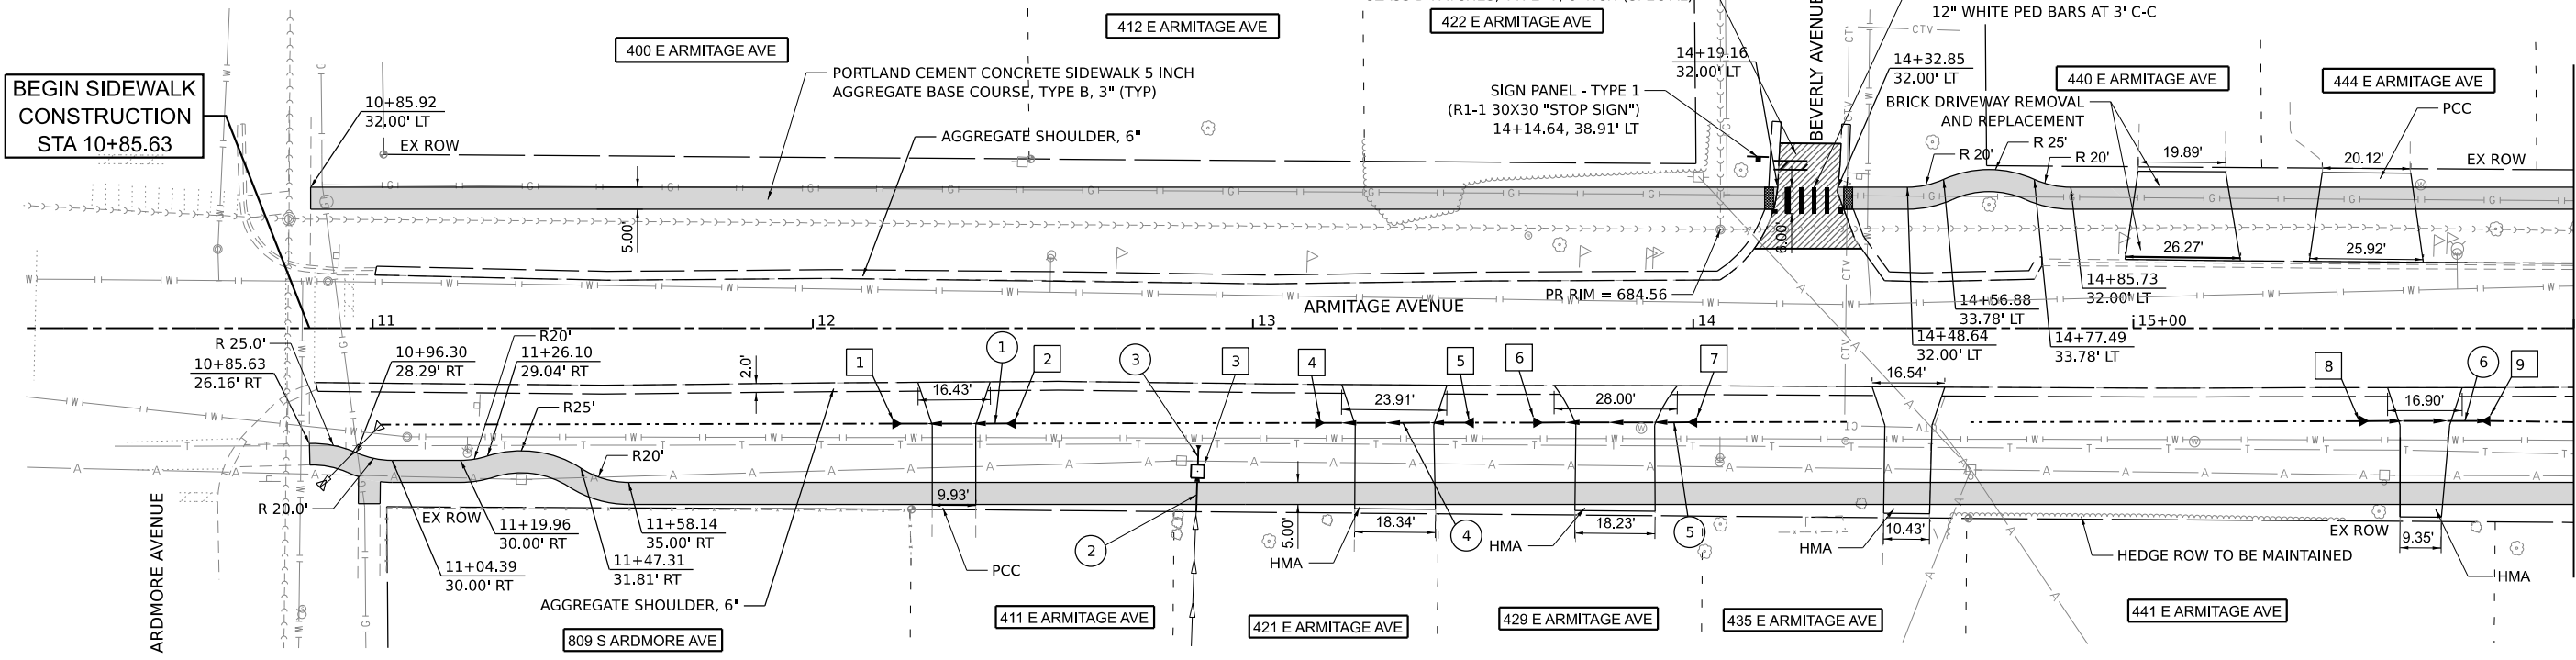 12" WHITE PED BARS AT 3' C-C
412 E ARMITAGE AVE
422 E ARMITAGE AVE
BEVERLY AVENUE
400 E ARMITAGE AVE
14+19.16
32.00' LT
14+32.85
32.00' LT
440 E ARMITAGE AVE
444 E ARMITAGE AVE
BEGIN SIDEWALK
CONSTRUCTION
STA 10+85.63
10+85.92
32.00' LT
PORTLAND CEMENT CONCRETE SIDEWALK 5 INCH
AGGREGATE BASE COURSE, TYPE B, 3" (TYP)
SIGN PANEL - TYPE 1
(R1-1 30X30 "STOP SIGN")
14+14.64, 38.91' LT
BRICK DRIVEWAY REMOVAL
AND REPLACEMENT
PCC
EX ROW
AGGREGATE SHOULDER, 6"
R 20'
R 25'
R 20'
19.89'
20.12'
EX ROW
5.00'
6.00'
26.27'
25.92'
PR RIM = 684.56
ARMITAGE AVENUE
14+56.88
33.78' LT
14+85.73
32.00' LT
11
12
13
14
15+00
14+48.64
32.00' LT
14+77.49
33.78' LT
R 25.0'
10+85.63
26.16' RT
10+96.30
28.29' RT
R20'
11+26.10
29.04' RT
2.0'
1
1
2
3
3
4
5
6
7
8
6
9
16.43'
23.91'
28.00'
16.54'
16.90'
R25'
R20'
R 20.0'
EX ROW
9.93'
5.00'
18.34'
18.23'
10.43'
9.35'
11+04.39
30.00' RT
11+19.96
30.00' RT
11+47.31
31.81' RT
11+58.14
35.00' RT
2
4
5
PCC
HMA
HMA
HMA
HEDGE ROW TO BE MAINTAINED
EX ROW
HMA
AGGREGATE SHOULDER, 6"
ARDMORE AVENUE
809 S ARDMORE AVE
411 E ARMITAGE AVE
421 E ARMITAGE AVE
429 E ARMITAGE AVE
435 E ARMITAGE AVE
441 E ARMITAGE AVE